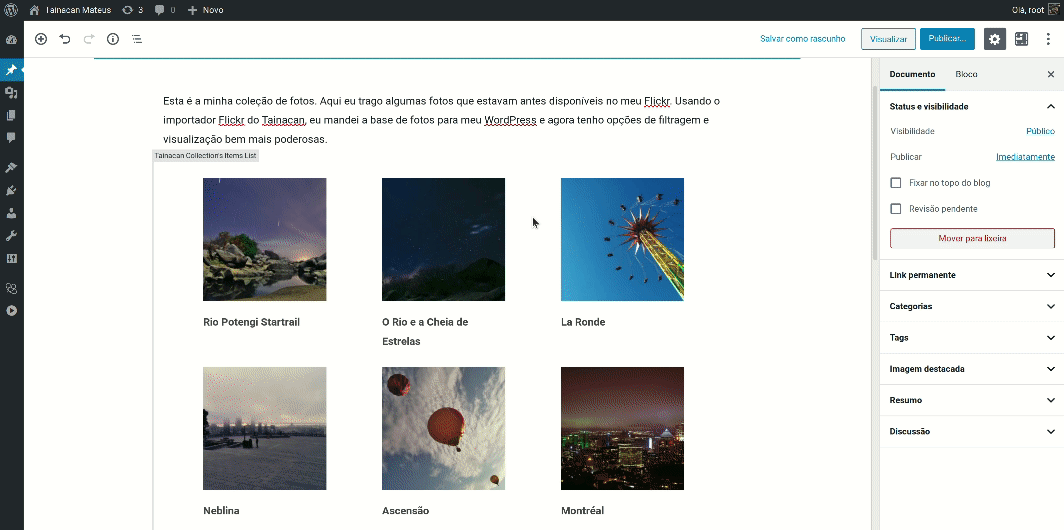 Tainacan Mateus
3
0
Novo
Olá, root
Salvar como rascunho
Visualizar
Publicar...
Documento
Bloco
Esta é a minha coleção de fotos. Aqui eu trago algumas fotos que estavam antes disponíveis no meu Flickr. Usando o
importador Flickr do Tainacan, eu mandei a base de fotos para meu WordPress e agora tenho opções de filtragem e
visualização bem mais poderosas.
Tainacan Collection's Items List
Rio Potengi Startrail
O Rio e a Cheia de
Estrelas
La Ronde
Neblina
Ascensão
Montréal
Status e visibilidade
Visibilidade
Público
Publicar
Imediatamente
Fixar no topo do blog
Revisão pendente
Mover para lixeira
Link permanente
Categorias
Tags
Imagem destacada
Resumo
Discussão